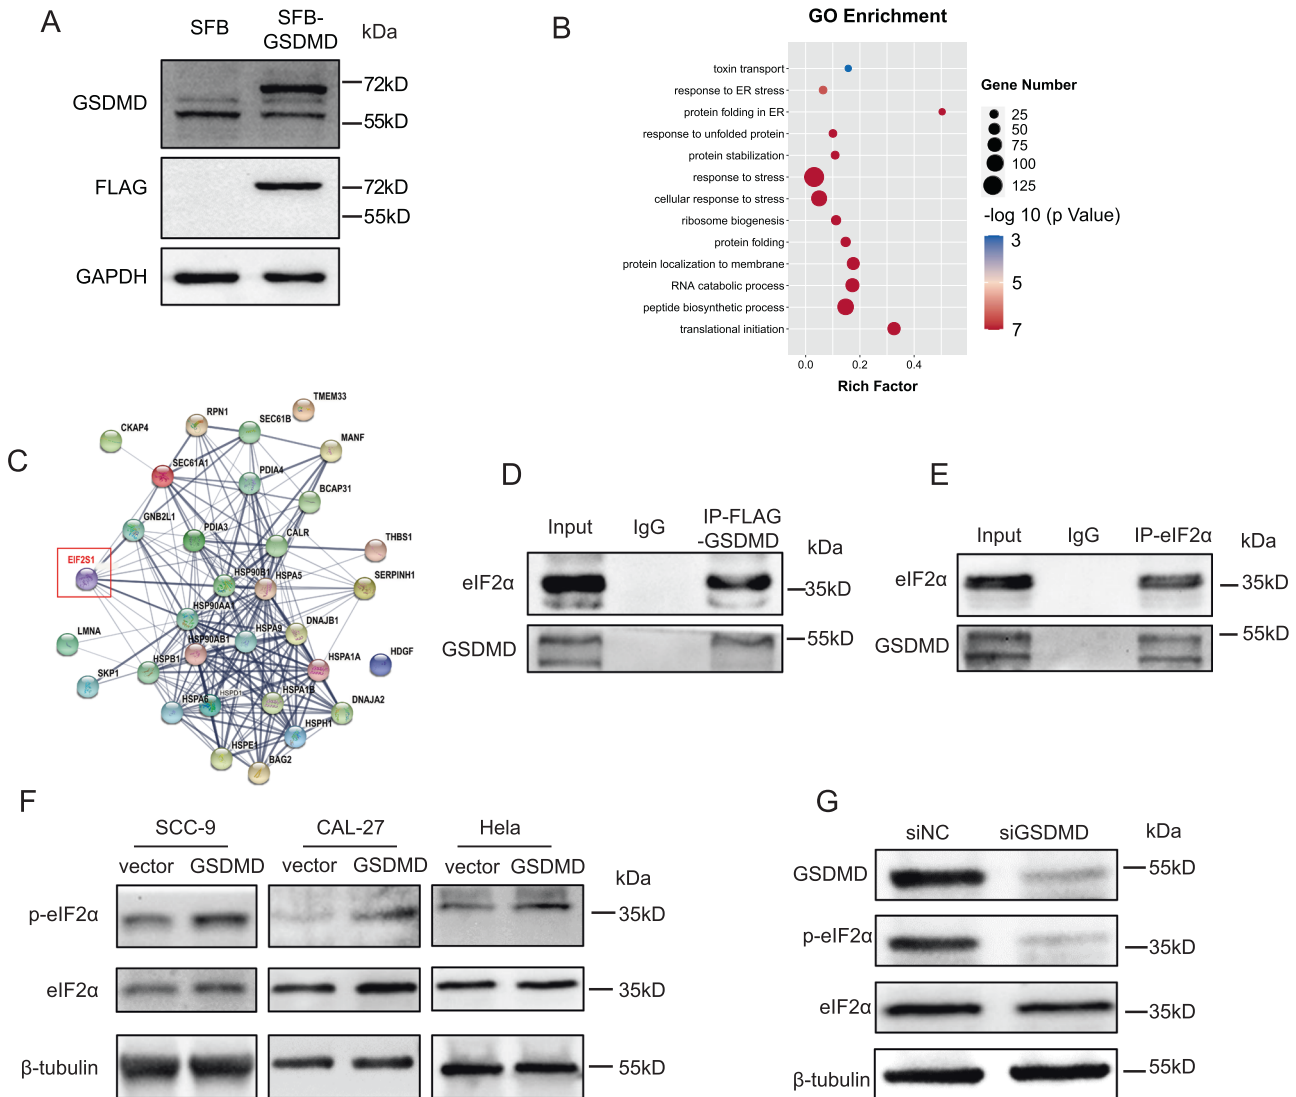 A
SFB
SFB-
GSDMD
kDa
GSDMD
72kD
55kD
FLAG
72kD
55kD
GAPDH
B
GO Enrichment
toxin transport
response to ER stress
protein folding in ER
response to unfolded protein
protein stabilization
response to stress
cellular response to stress
ribosome biogenesis
protein folding
protein localization to membrane
RNA catabolic process
peptide biosynthetic process
translational initiation
0.0 0.2 0.4
Rich Factor
Gene Number
25
50
75
100
125
-log 10 (p Value)
3
5
7
C
TMEM33
RPN1
SEC61B
CKAP4
MANF
SEC61A1
PDIA4
BCAP31
GNB2L1
PDIA3
CALR
THBS1
EIF2S1
HSP90B1
HSPA5
SERPINH1
HSP90AA1
DNAJB1
LMNA
HSP90AB1
HSPA9
HSPB1
HSPA1A
HDGF
SKP1
HSPA6
HSPD1
HSPA1B
DNAJA2
HSPH1
HSPE1
BAG2
D
Input
IgG
IP-FLAG
-GSDMD
kDa
eIF2α
35kD
GSDMD
55kD
E
Input
IgG
IP-eIF2α
kDa
eIF2α
35kD
GSDMD
55kD
F
SCC-9
CAL-27
Hela
vector GSDMD
vector GSDMD
vector GSDMD
kDa
p-eIF2α
35kD
eIF2α
35kD
β-tubulin
55kD
G
siNC
siGSDMD
kDa
GSDMD
55kD
p-eIF2α
35kD
eIF2α
35kD
β-tubulin
55kD